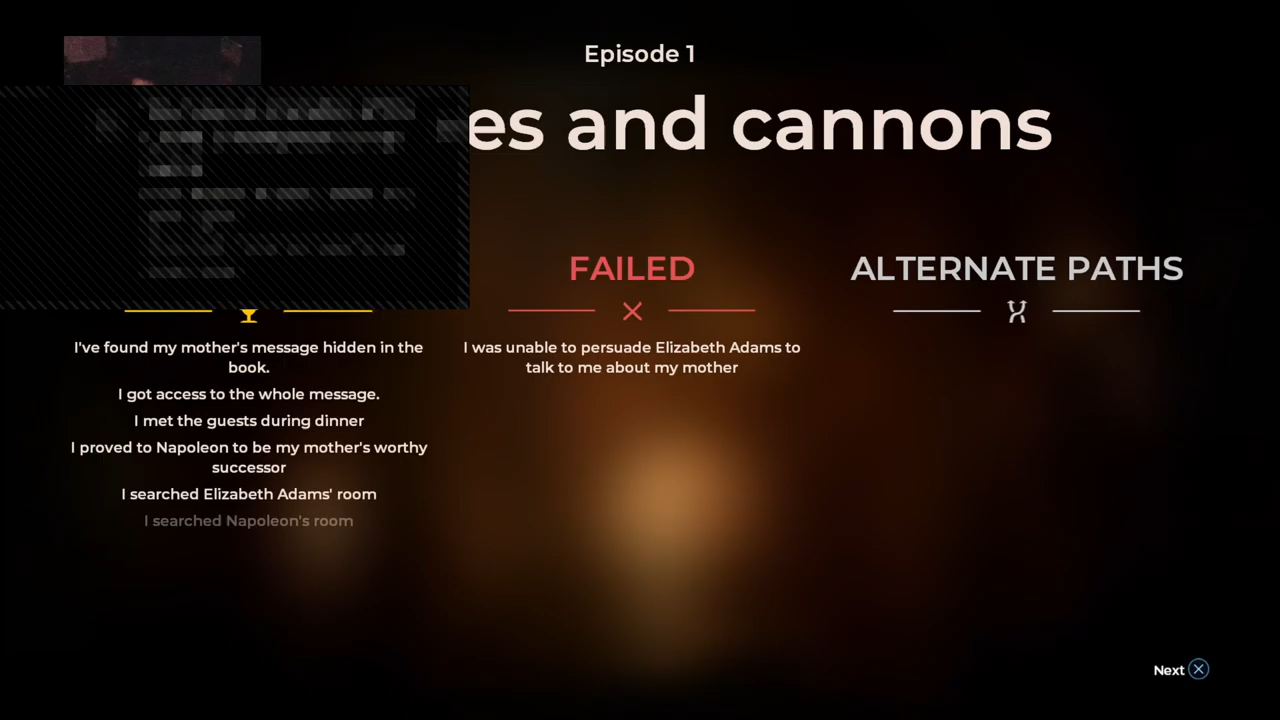 Episode 1
and cannons
FAILED
ALTERNATE PATHS
I've found my mother's message hidden in the
book.
I got access to the whole message.
I met the guests during dinner
I proved to Napoleon to be my mother's worthy
successor
I searched Elizabeth Adams' room
I searched Napoleon's room
I was unable to persuade Elizabeth Adams to
talk to me about my mother
Next